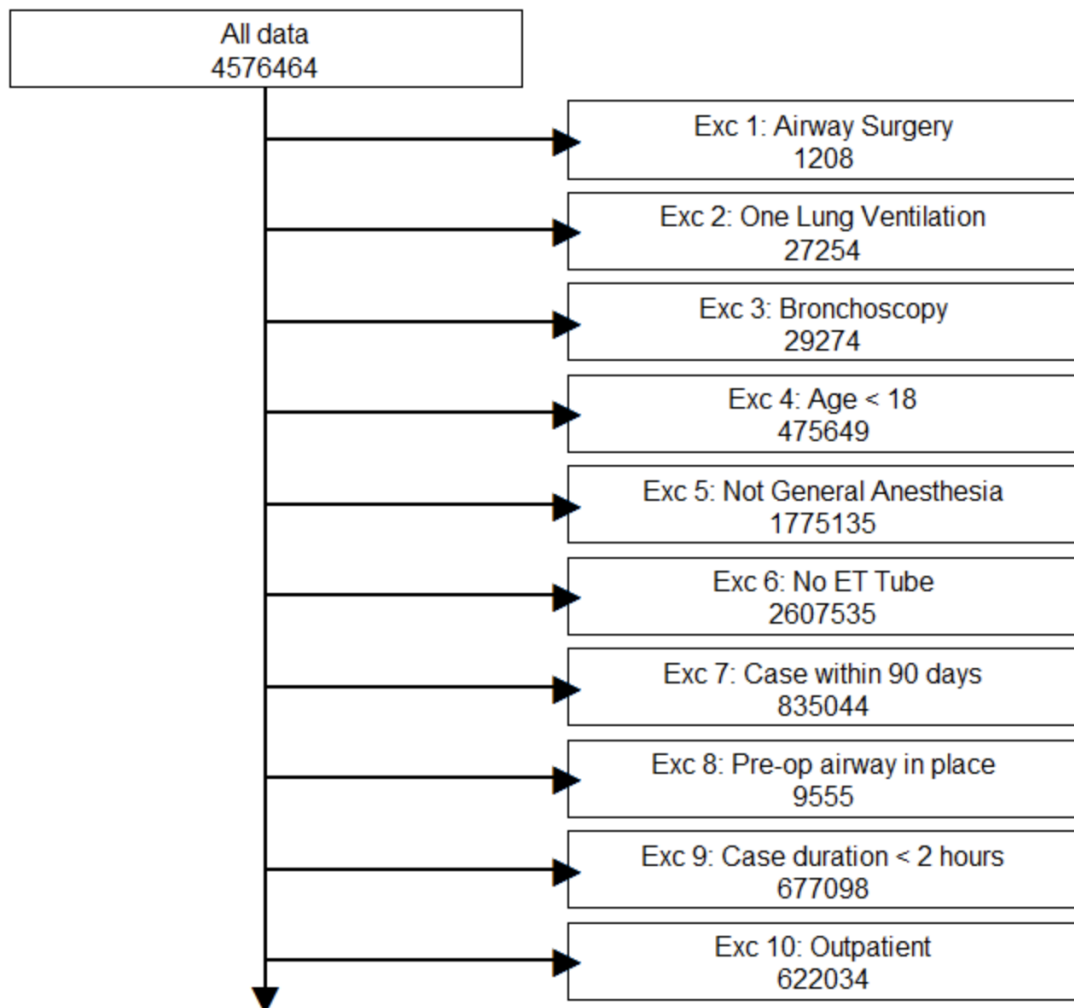 All data
4576464
Exc 1: Airway Surgery
1208
Exc 2: One Lung Ventilation
27254
Exc 3: Bronchoscopy
29274
Exc 4: Age < 18
475649
Exc 5: Not General Anesthesia
1775135
Exc 6: No ET Tube
2607535
Exc 7: Case within 90 days
835044
Exc 8: Pre-op airway in place
9555
Exc 9: Case duration < 2 hours
677098
Exc 10: Outpatient
622034